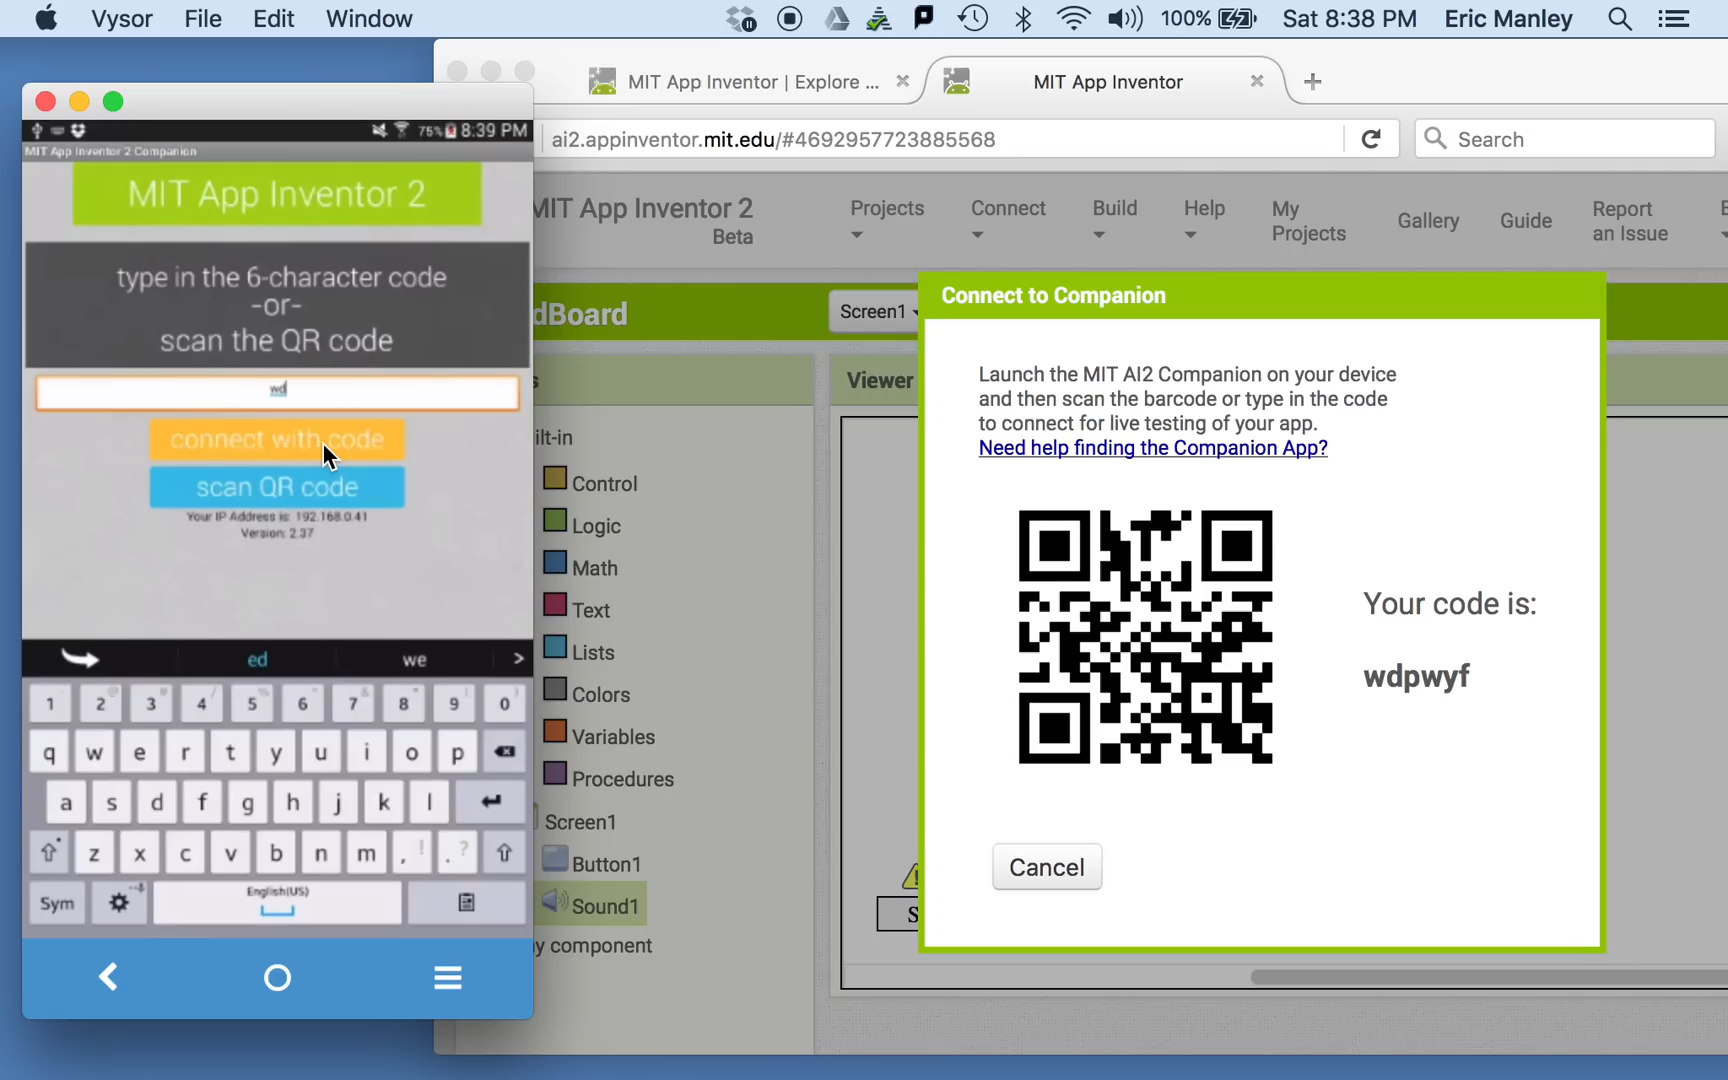 Vysor File Edit Window
100% Sat 8:38 PM Eric Manley
MIT App Inventor | Explore ...
MIT App Inventor
ai2.appinventor.mit.edu/#4692957723885568
Search
MIT App Inventor 2
Beta
Projects
Connect
Build
Help
My
Projects
Gallery
Guide
Report
an Issue
dBoard
Screen1
Viewer
ilt-in
Control
Logic
Math
Text
Lists
Colors
Variables
Procedures
Screen1
Button1
Sound1
y component
75% 8:39 PM
MIT App Inventor 2 Companion
MIT App Inventor 2
type in the 6-character code
-or-
scan the QR code
wd
connect with code
scan QR code
Your IP Address is: 192.168.0.41
Version: 2.37
ed we >
1 2 3 4 5 6 7 8 9 0
q w e r t y u i o p
a s d f g h j k l
z x c v b n m , ! . ?
Sym English(US)
Connect to Companion
Launch the MIT AI2 Companion on your device
and then scan the barcode or type in the code
to connect for live testing of your app.
Need help finding the Companion App?
Your code is:
wdpwyf
Cancel